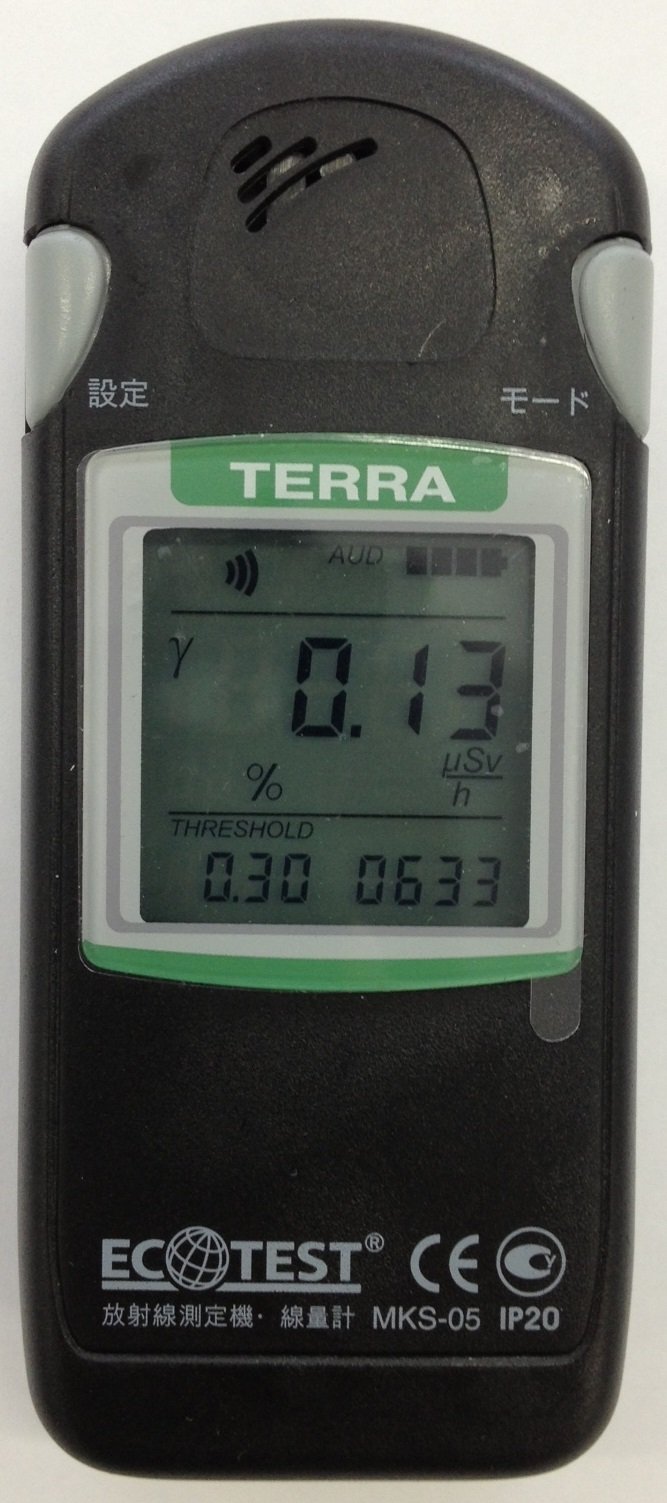 設定
モード
TERRA
AUD
γ 0.13
% µSv/h
THRESHOLD
0.30 0633
ECOTEST® CE
放射線測定機・線量計 MKS-05 IP20